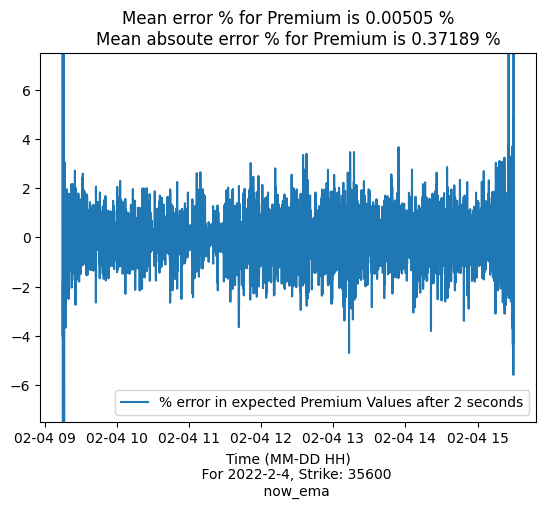 Mean error % for Premium is 0.00505 %
Mean absoute error % for Premium is 0.37189 %
6
4
2
0
−2
−4
−6
% error in expected Premium Values after 2 seconds
02-04 09 02-04 10 02-04 11 02-04 12 02-04 13 02-04 14 02-04 15
Time (MM-DD HH)
For 2022-2-4, Strike: 35600
now_ema